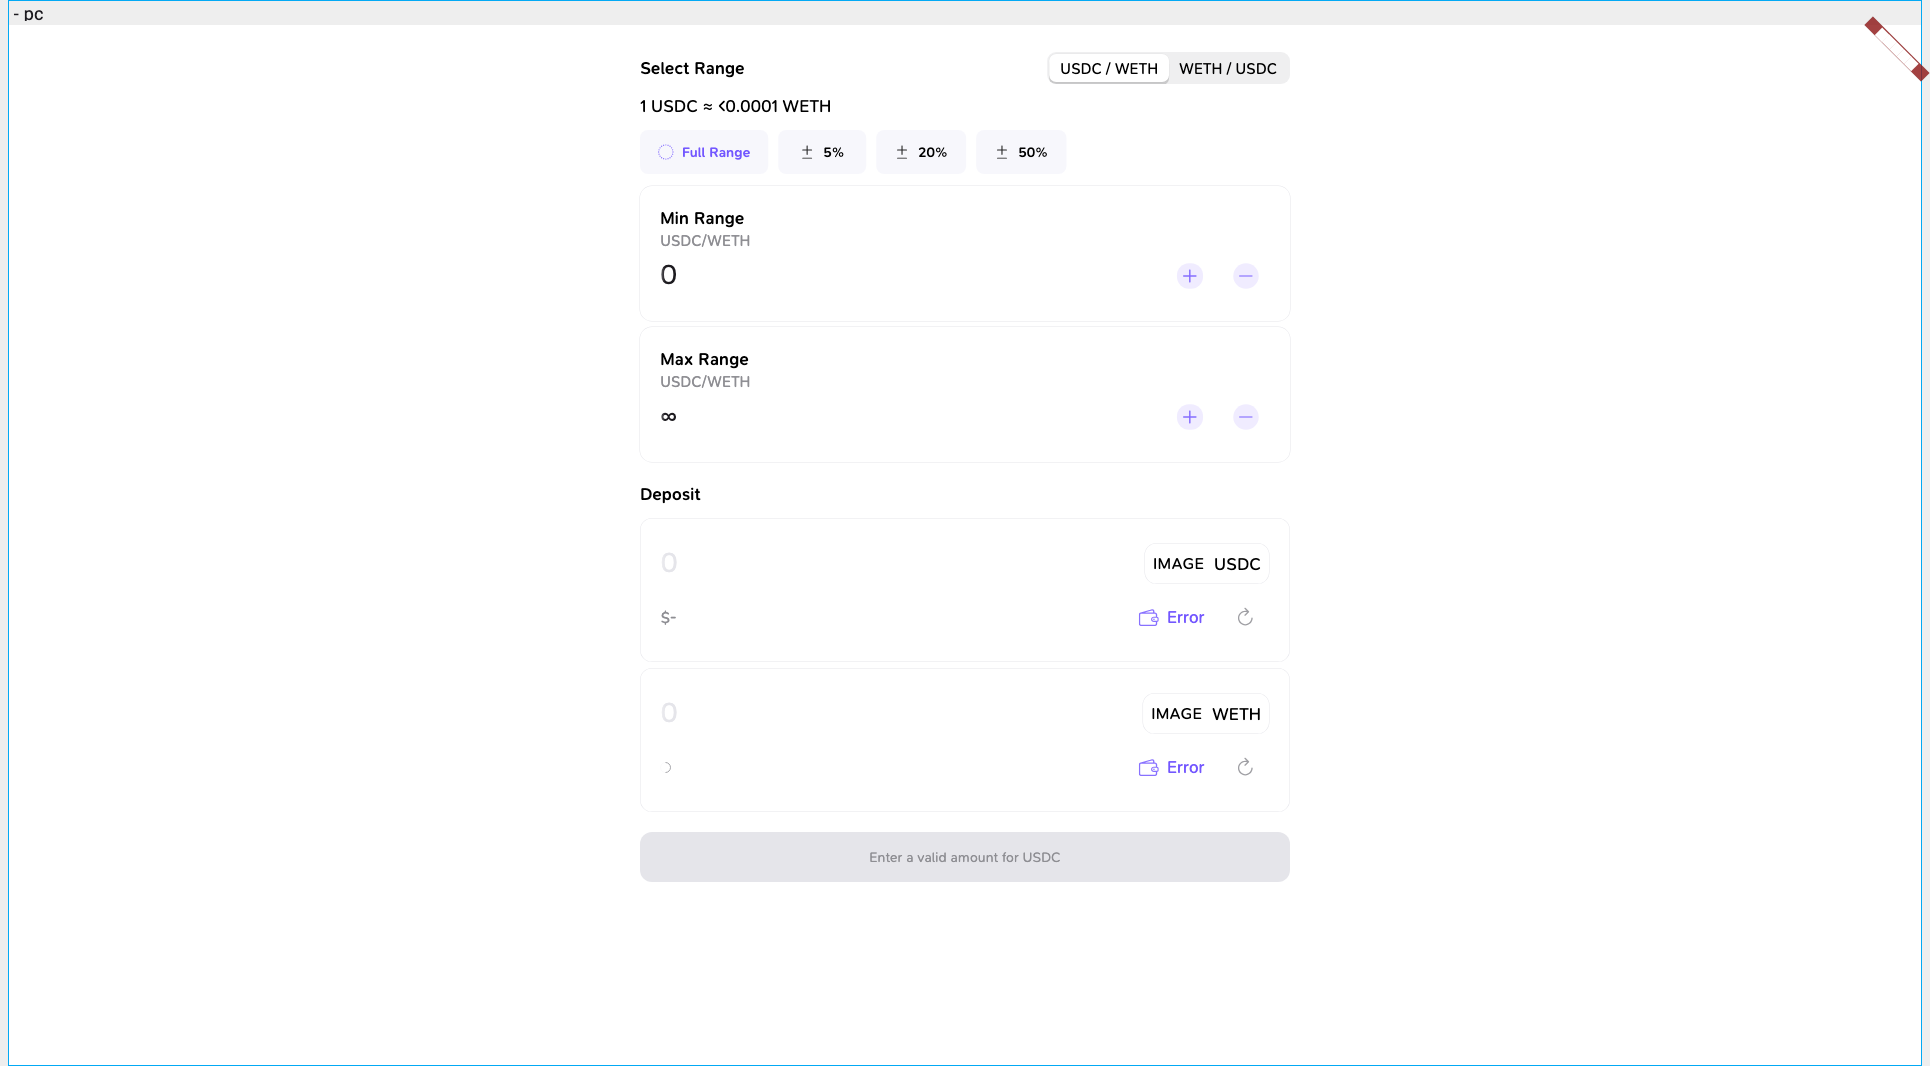 - pc
Select Range
USDC / WETH WETH / USDC
1 USDC ≈ <0.0001 WETH
Full Range ± 5% ± 20% ± 50%
Min Range
USDC/WETH
0
Max Range
USDC/WETH
∞
Deposit
0 IMAGE USDC
$- Error
0 IMAGE WETH
Error
Enter a valid amount for USDC